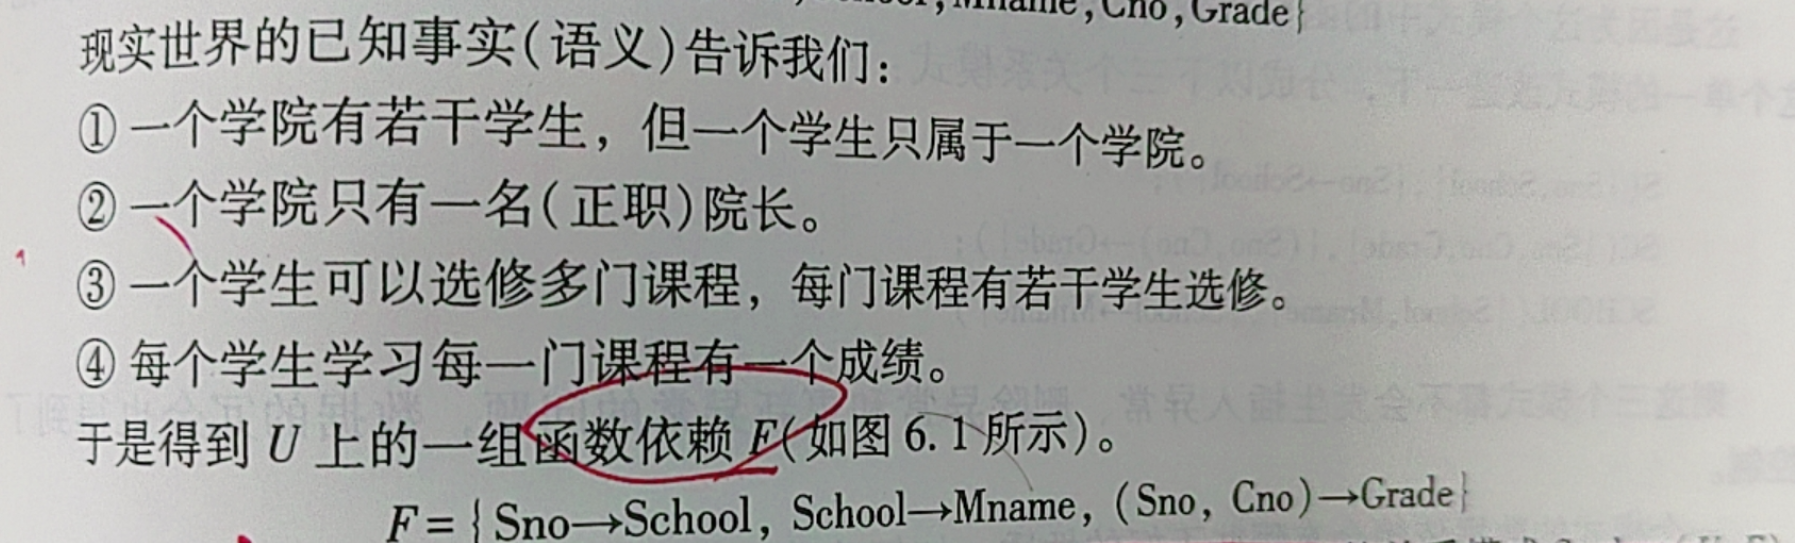 Mname,Cno,Grade}
现实世界的已知事实(语义)告诉我们:
①一个学院有若干学生，但一个学生只属于一个学院。
②一个学院只有一名(正职)院长。
③一个学生可以选修多门课程，每门课程有若干学生选修。
④每个学生学习每一门课程有一个成绩。
于是得到 U 上的一组函数依赖 F(如图 6.1 所示)。
F={Sno→School, School→Mname, (Sno, Cno)→Grade}